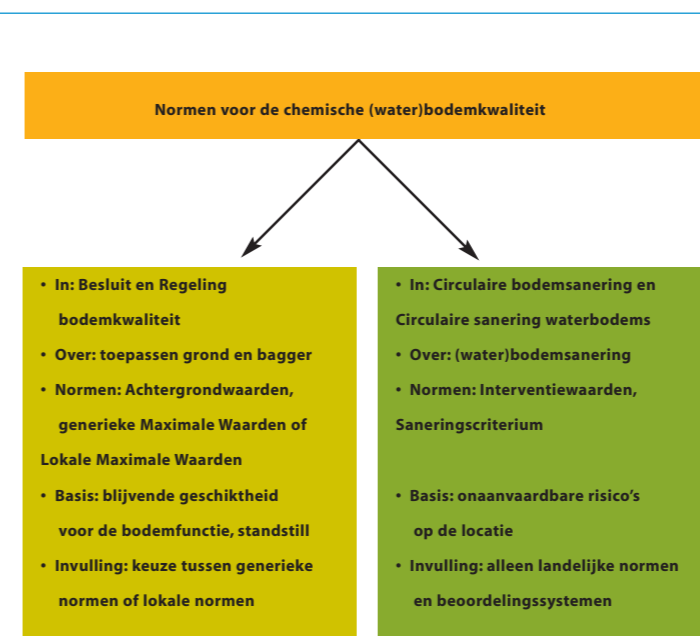 Normen voor de chemische (water)bodemkwaliteit
• In: Besluit en Regeling
bodemkwaliteit
• Over: toepassen grond en bagger
• Normen: Achtergrondwaarden,
generieke Maximale Waarden of
Lokale Maximale Waarden
• Basis: blijvende geschiktheid
voor de bodemfunctie, standstill
• Invulling: keuze tussen generieke
normen of lokale normen
• In: Circulaire bodemsanering en
Circulaire sanering waterbodems
• Over: (water)bodemsanering
• Normen: Interventiewaarden,
Saneringscriterium
• Basis: onaanvaardbare risico’s
op de locatie
• Invulling: alleen landelijke normen
en beoordelingssystemen